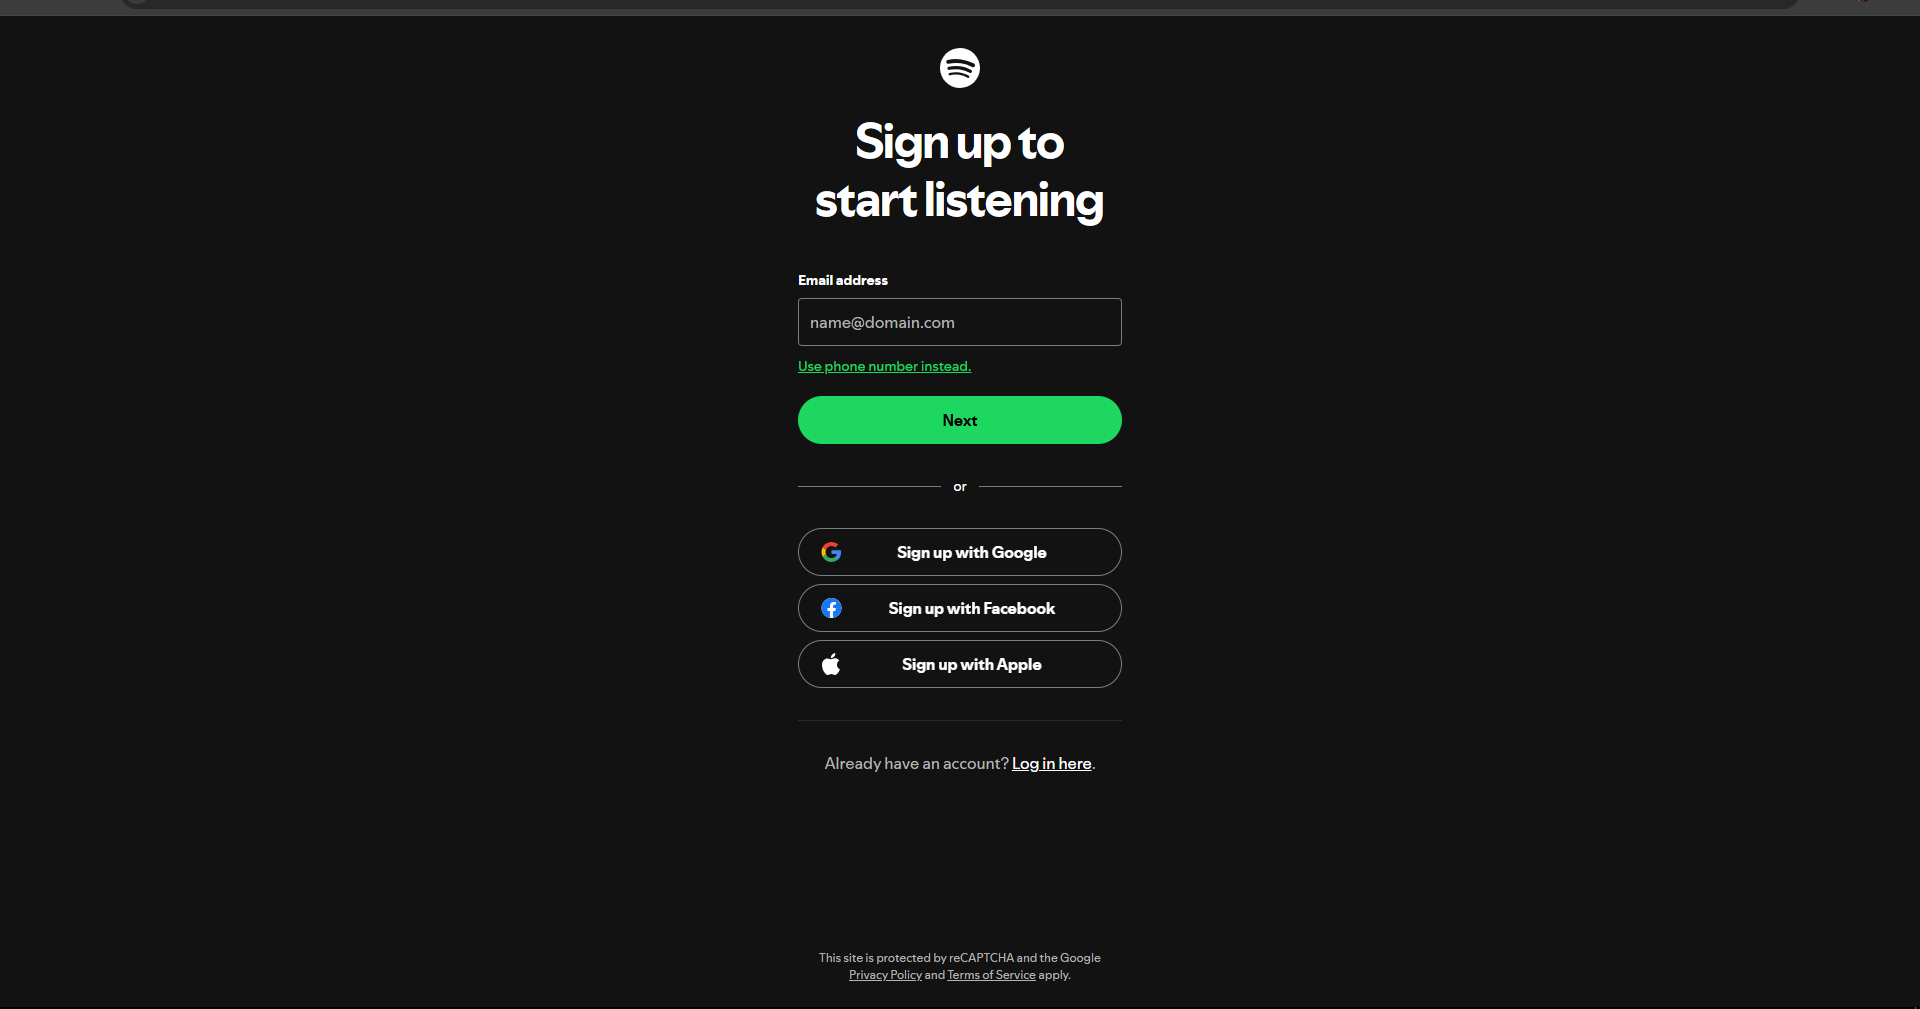 Sign up to
start listening
Email address
name@domain.com
Use phone number instead.
Next
or
Sign up with Google
Sign up with Facebook
Sign up with Apple
Already have an account? Log in here.
This site is protected by reCAPTCHA and the Google
Privacy Policy and Terms of Service apply.